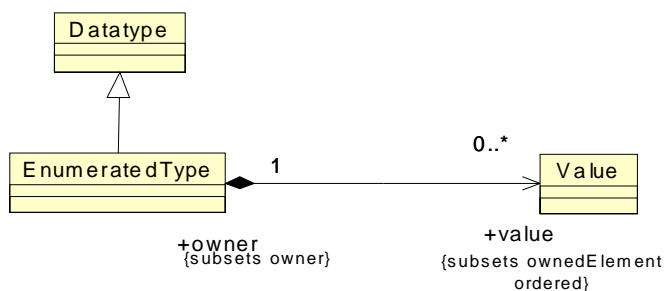 Datatype
EnumeratedType
1
0..*
Value
+owner
{subsets owner}
+value
{subsets ownedElement
ordered}